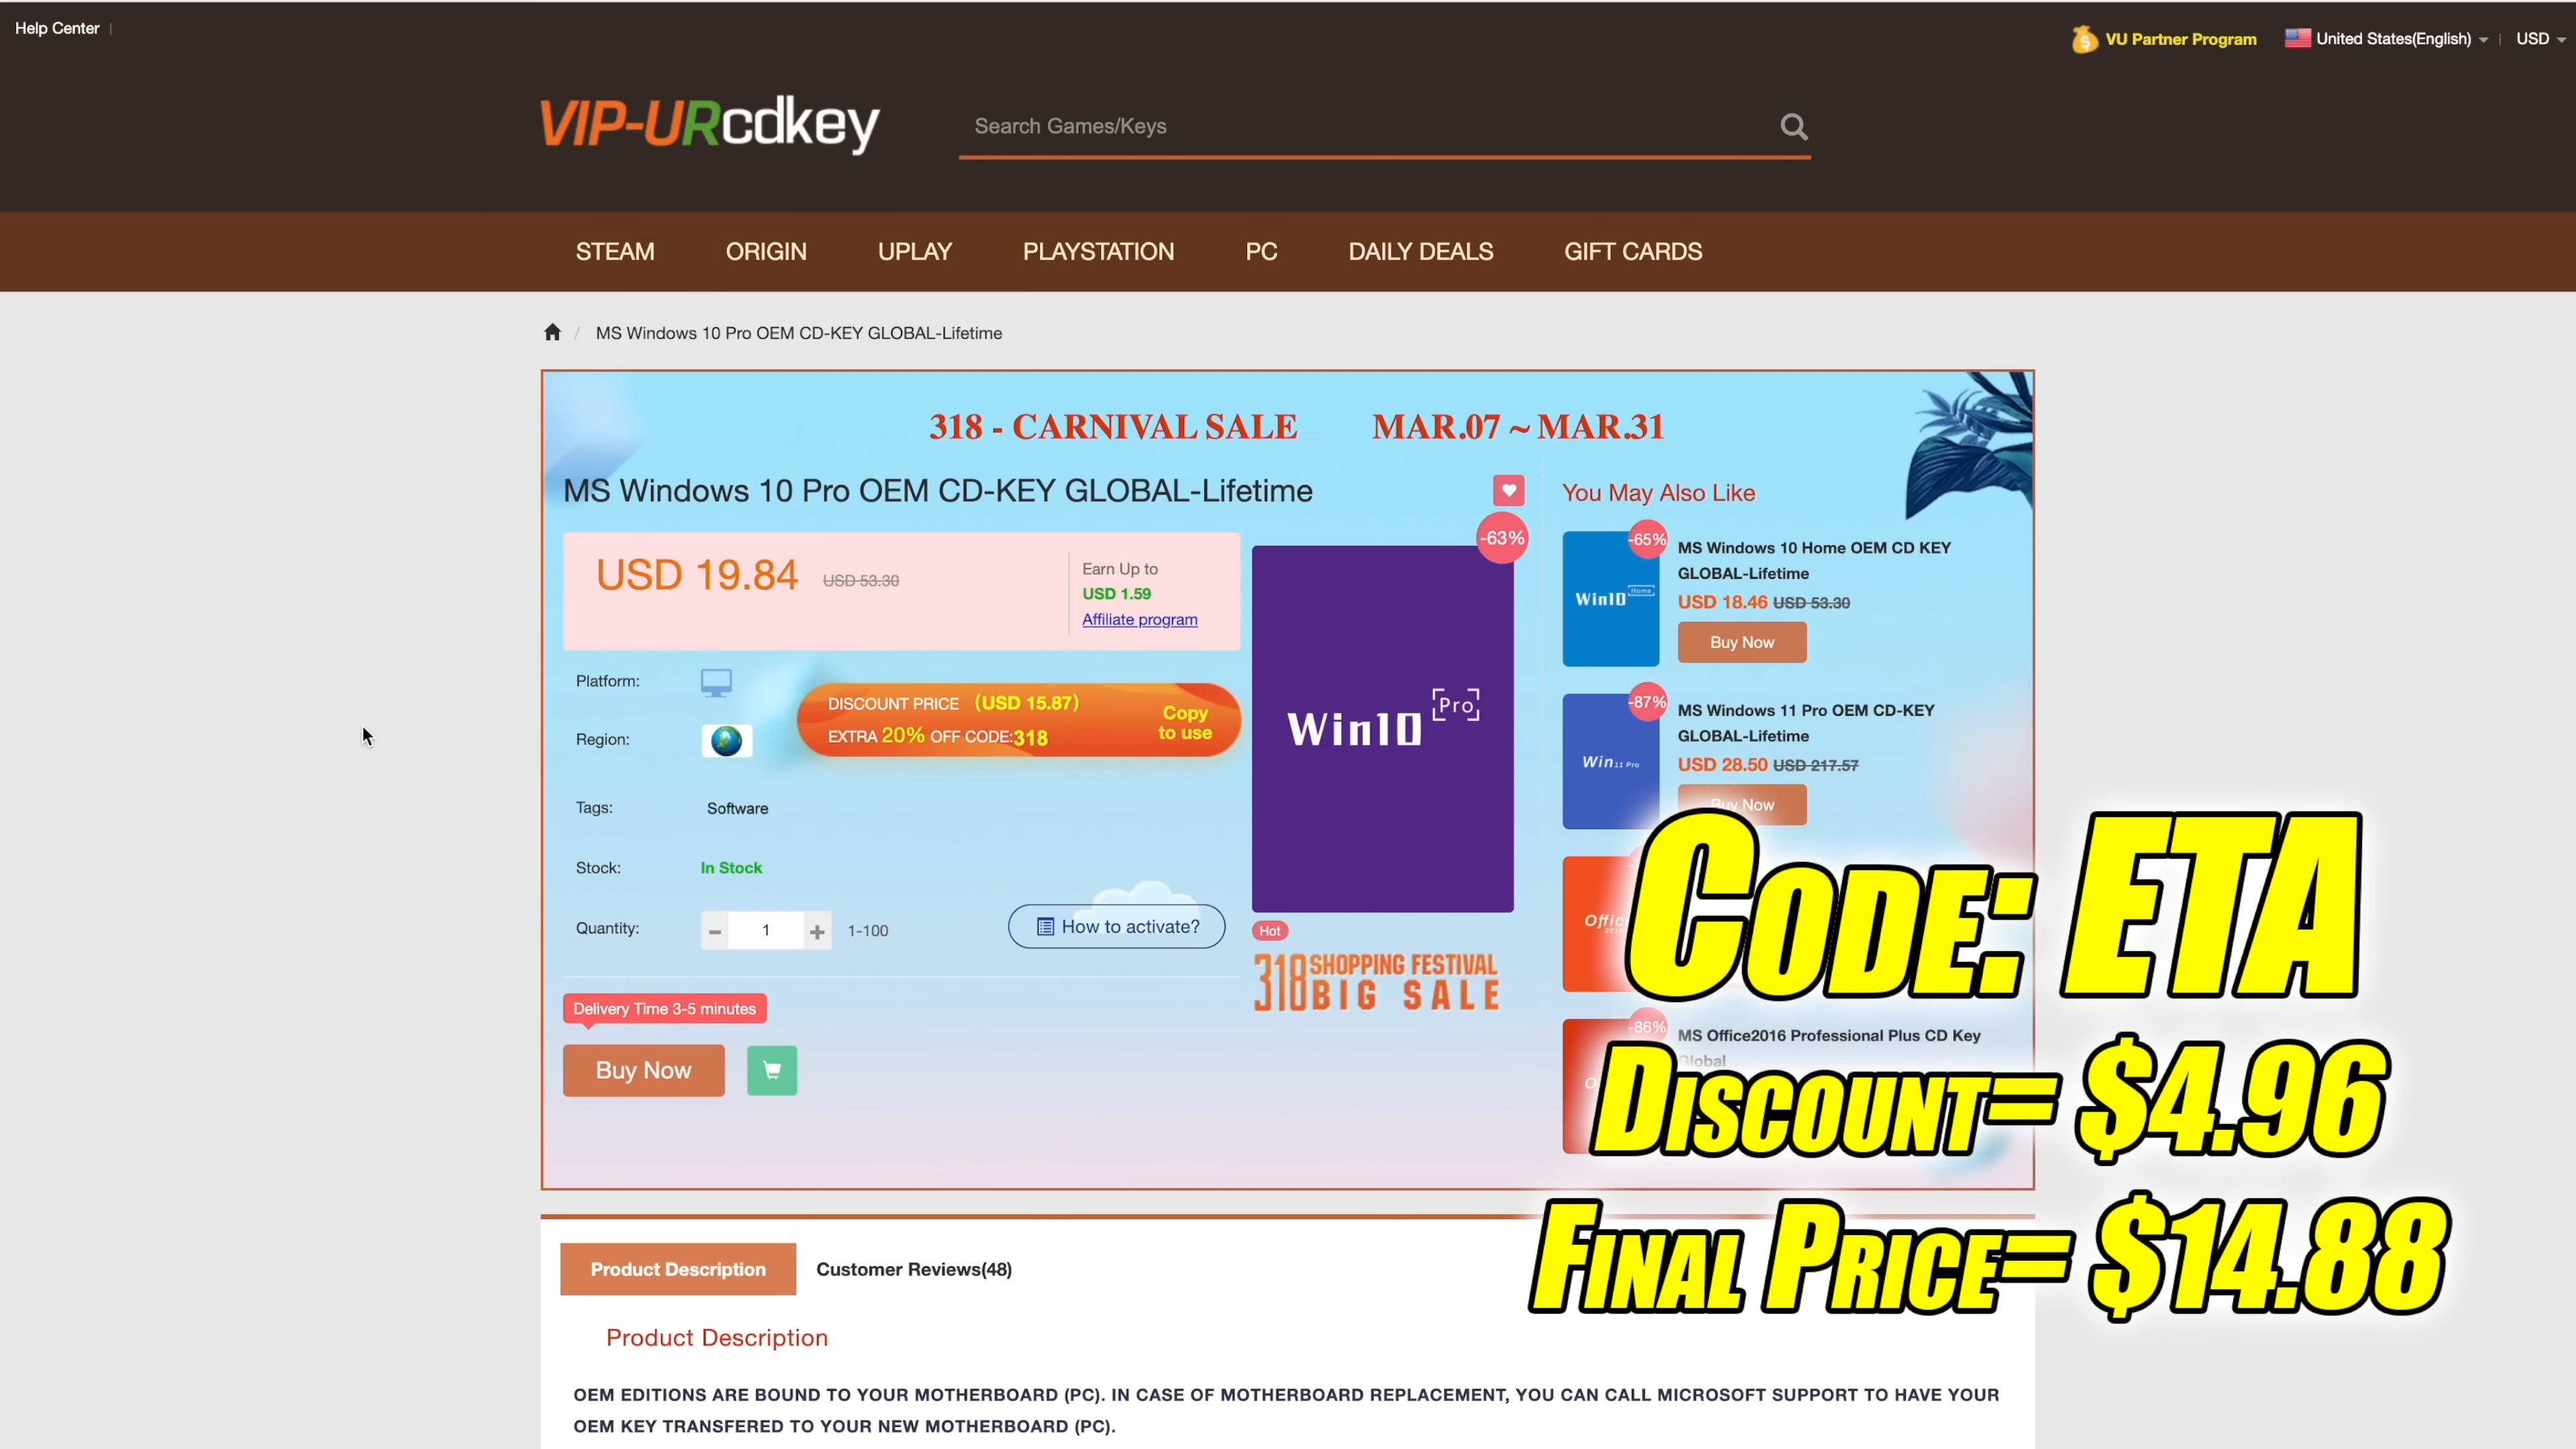 Help Center
VU Partner Program
United States(English)
USD
VIP-URcdkey
Search Games/Keys
STEAM
ORIGIN
UPLAY
PLAYSTATION
PC
DAILY DEALS
GIFT CARDS
/ MS Windows 10 Pro OEM CD-KEY GLOBAL-Lifetime
318 - CARNIVAL SALE MAR.07 ~ MAR.31
MS Windows 10 Pro OEM CD-KEY GLOBAL-Lifetime
USD 19.84 USD 53.30
Earn Up to
USD 1.59
Affiliate program
Platform:
Region:
DISCOUNT PRICE (USD 15.87)
EXTRA 20% OFF CODE:318
Copy
to use
Tags: Software
Stock: In Stock
Quantity: - 1 + 1-100
How to activate?
Delivery Time 3-5 minutes
Buy Now
-63%
Win10 [Pro]
Hot
318 SHOPPING FESTIVAL
BIG SALE
You May Also Like
-65%
Win10 Home
MS Windows 10 Home OEM CD KEY
GLOBAL-Lifetime
USD 18.46 USD 53.30
Buy Now
-87%
Win 11 Pro
MS Windows 11 Pro OEM CD-KEY
GLOBAL-Lifetime
USD 28.50 USD 217.57
Buy Now
-86%
MS Office2016 Professional Plus CD Key
Global
CODE: ETA
DISCOUNT= $4.96
FINAL PRICE= $14.88
Product Description
Customer Reviews(48)
Product Description
OEM EDITIONS ARE BOUND TO YOUR MOTHERBOARD (PC). IN CASE OF MOTHERBOARD REPLACEMENT, YOU CAN CALL MICROSOFT SUPPORT TO HAVE YOUR
OEM KEY TRANSFERED TO YOUR NEW MOTHERBOARD (PC).